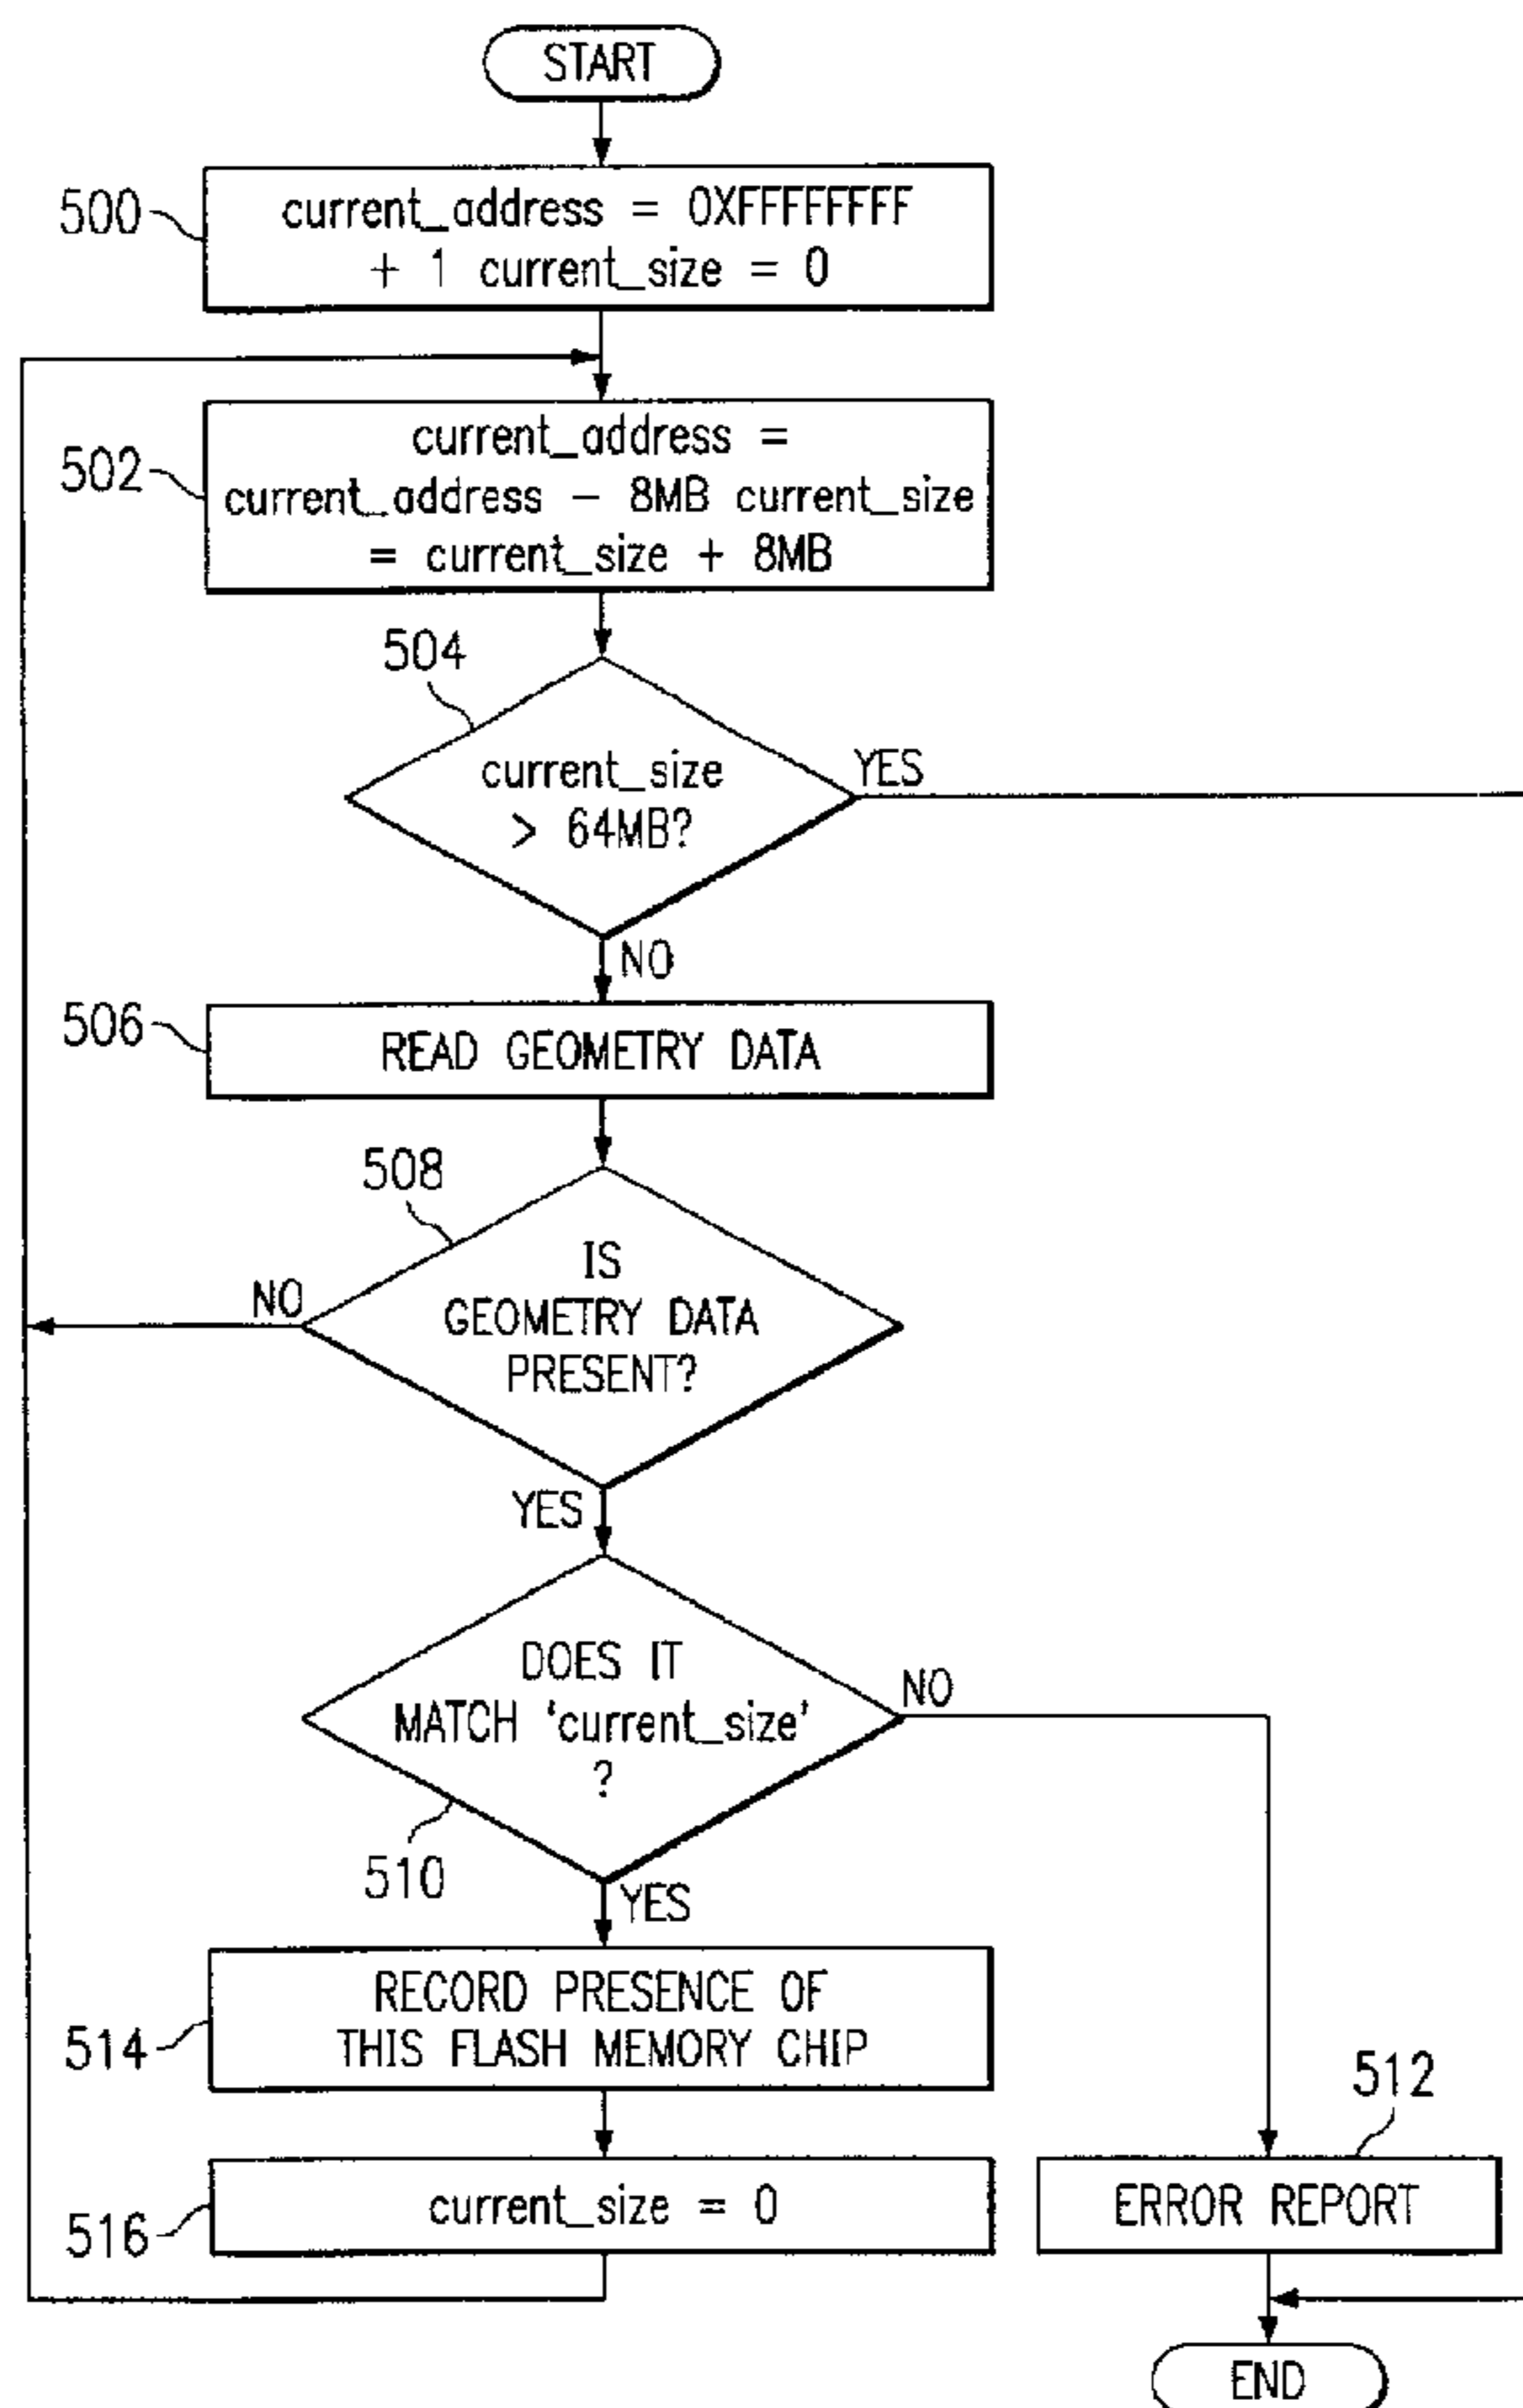 START
500
current_address = 0XFFFFFFFF
+ 1 current_size = 0
502
current_address =
current_address - 8MB current_size
= current_size + 8MB
504
current_size
> 64MB?
YES
NO
506
READ GEOMETRY DATA
508
IS
GEOMETRY DATA
PRESENT?
NO
YES
DOES IT
MATCH 'current_size'
?
NO
510
YES
RECORD PRESENCE OF
THIS FLASH MEMORY CHIP
514
512
516
current_size = 0
ERROR REPORT
END